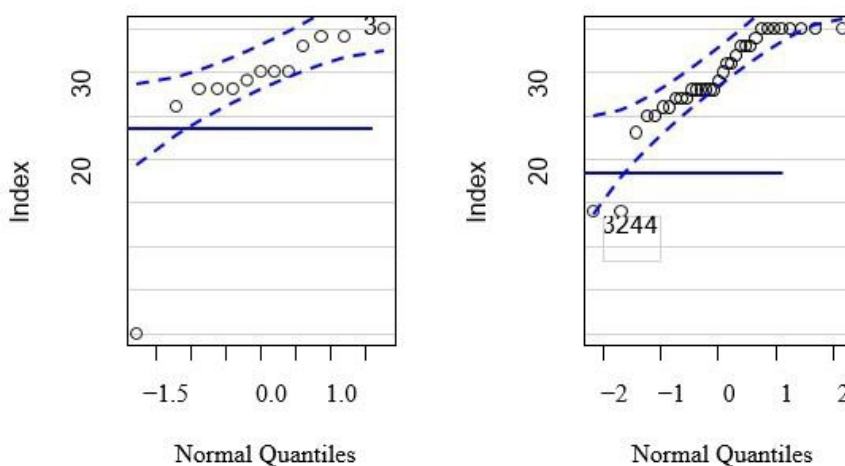 30
20
Index
3
−1.5 0.0 1.0
Normal Quantiles
30
20
Index
3244
−2 −1 0 1 2
Normal Quantiles